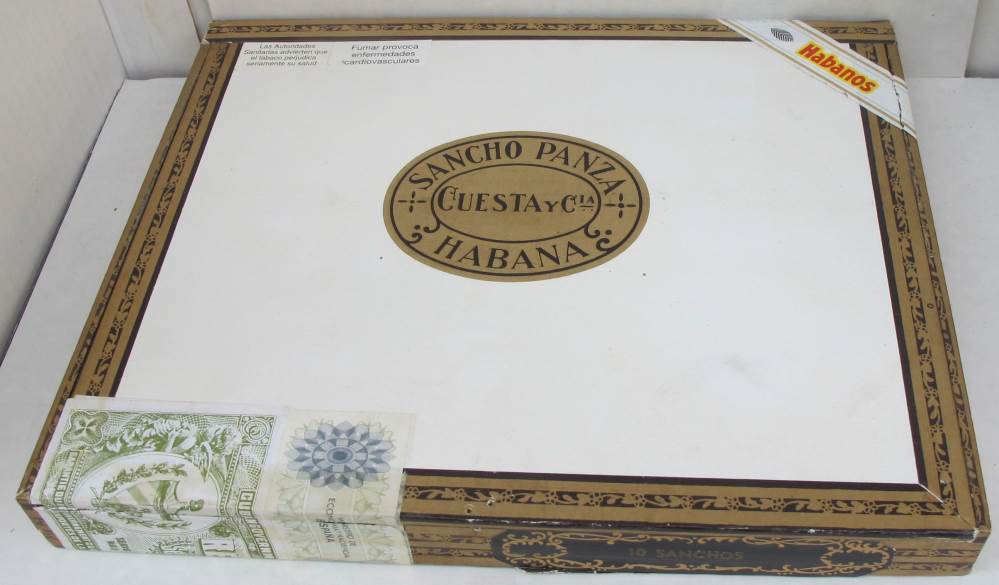 Las Autoridades
Sanitarias advierten que
el tabaco perjudica
seriamente su salud
Fumar provoca
enfermedades
cardiovasculares
Habanos
SANCHO PANZA
CUESTA Y CIA
HABANA
ESPAÑA
10 SANCHOS